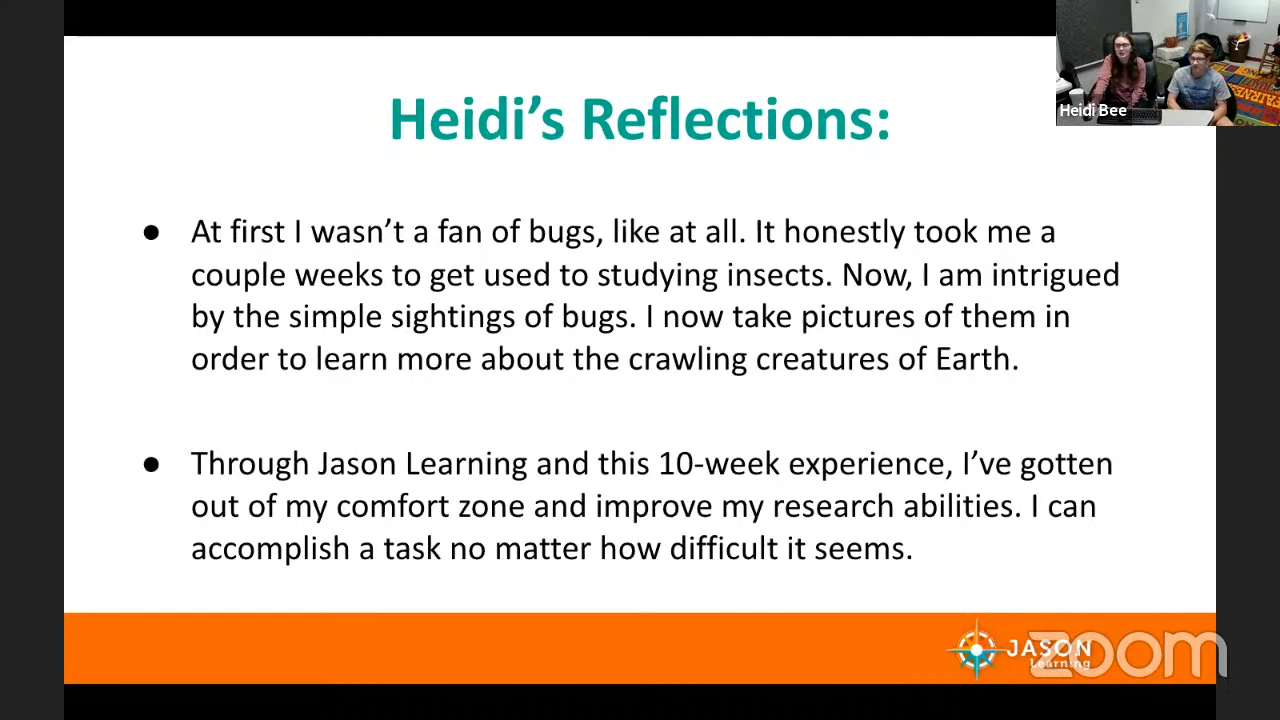 Heidi's Reflections:
Heidi Bee
● At first I wasn't a fan of bugs, like at all. It honestly took me a
couple weeks to get used to studying insects. Now, I am intrigued
by the simple sightings of bugs. I now take pictures of them in
order to learn more about the crawling creatures of Earth.
● Through Jason Learning and this 10-week experience, I've gotten
out of my comfort zone and improve my research abilities. I can
accomplish a task no matter how difficult it seems.
JASON
Learning
zoom